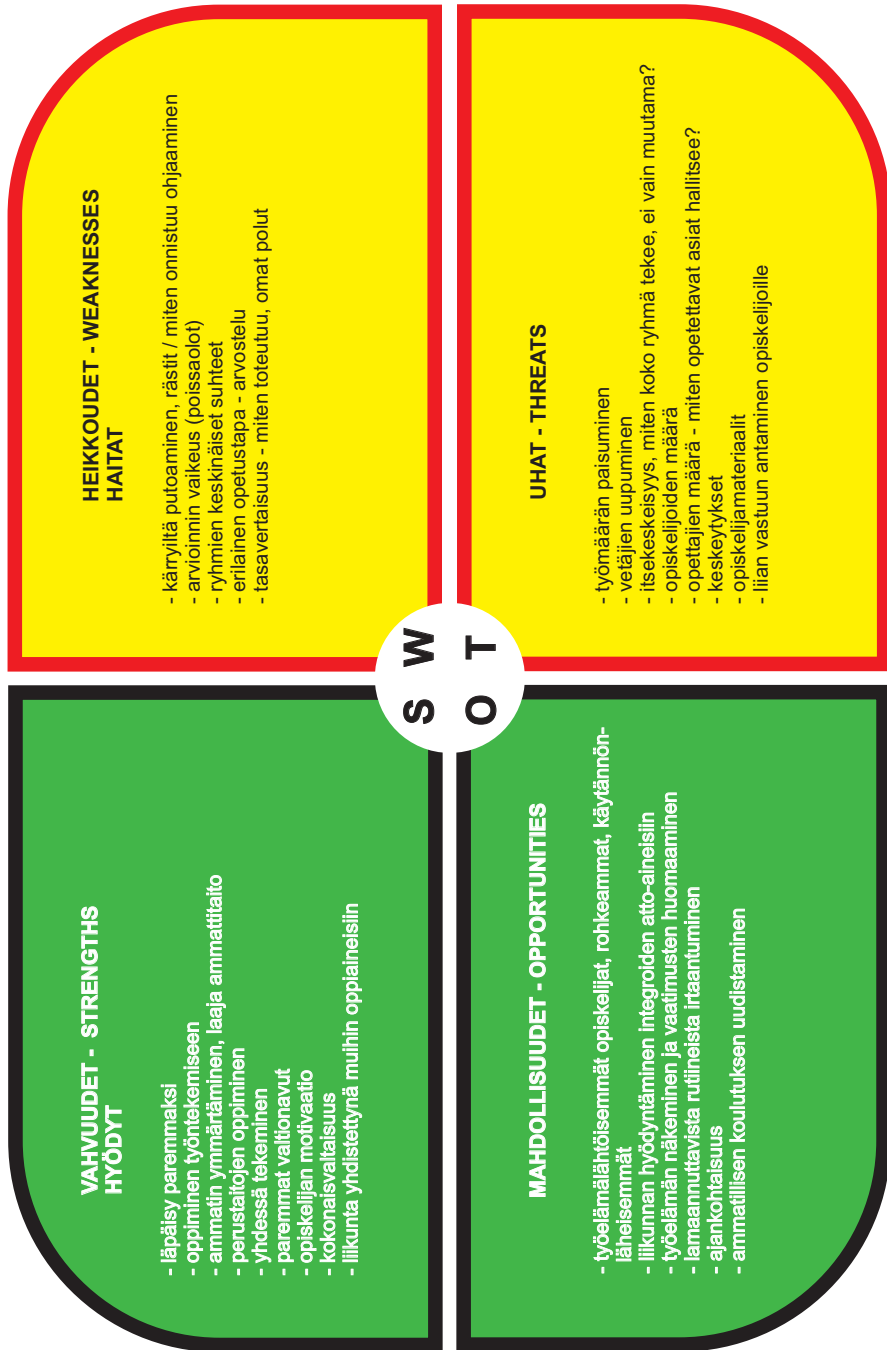 VAHVUUDET - STRENGTHS
HYÖDYT
- läpäisy paremmaksi
- oppiminen työntekemiseen
- ammatin ymmärtäminen, laaja ammattitaito
- perustaitojen oppiminen
- yhdessä tekeminen
- paremmat valtionavut
- opiskelijan motivaatio
- kokonaisvaltaisuus
- liikunta yhdistettynä muihin oppiaineisiin
HEIKKOUDET - WEAKNESSES
HAITAT
- kärryiltä putoaminen, rästit / miten onnistuu ohjaaminen
- arvioinnin vaikeus (poissaolot)
- ryhmien keskinäiset suhteet
- erilainen opetustapa - arvostelu
- tasavertaisuus - miten toteutuu, omat polut
S W
O T
MAHDOLLISUUDET - OPPORTUNITIES
- työelämälähtöisemmät opiskelijat, rohkeammat, käytännön-
läheisemmät
- liikunnan hyödyntäminen integroiden atto-aineisiin
- työelämän näkeminen ja vaatimusten huomaaminen
- lamaannuttavista rutiineista irtaantuminen
- ajankohtaisuus
- ammatillisen koulutuksen uudistaminen
UHAT - THREATS
- työmäärän paisuminen
- vetäjien uupuminen
- itsekeskeisyys, miten koko ryhmä tekee, ei vain muutama?
- opiskelijoiden määrä
- opettajien määrä - miten opetettavat asiat hallitsee?
- keskeytykset
- opiskelijamateriaalit
- liian vastuun antaminen opiskelijoille